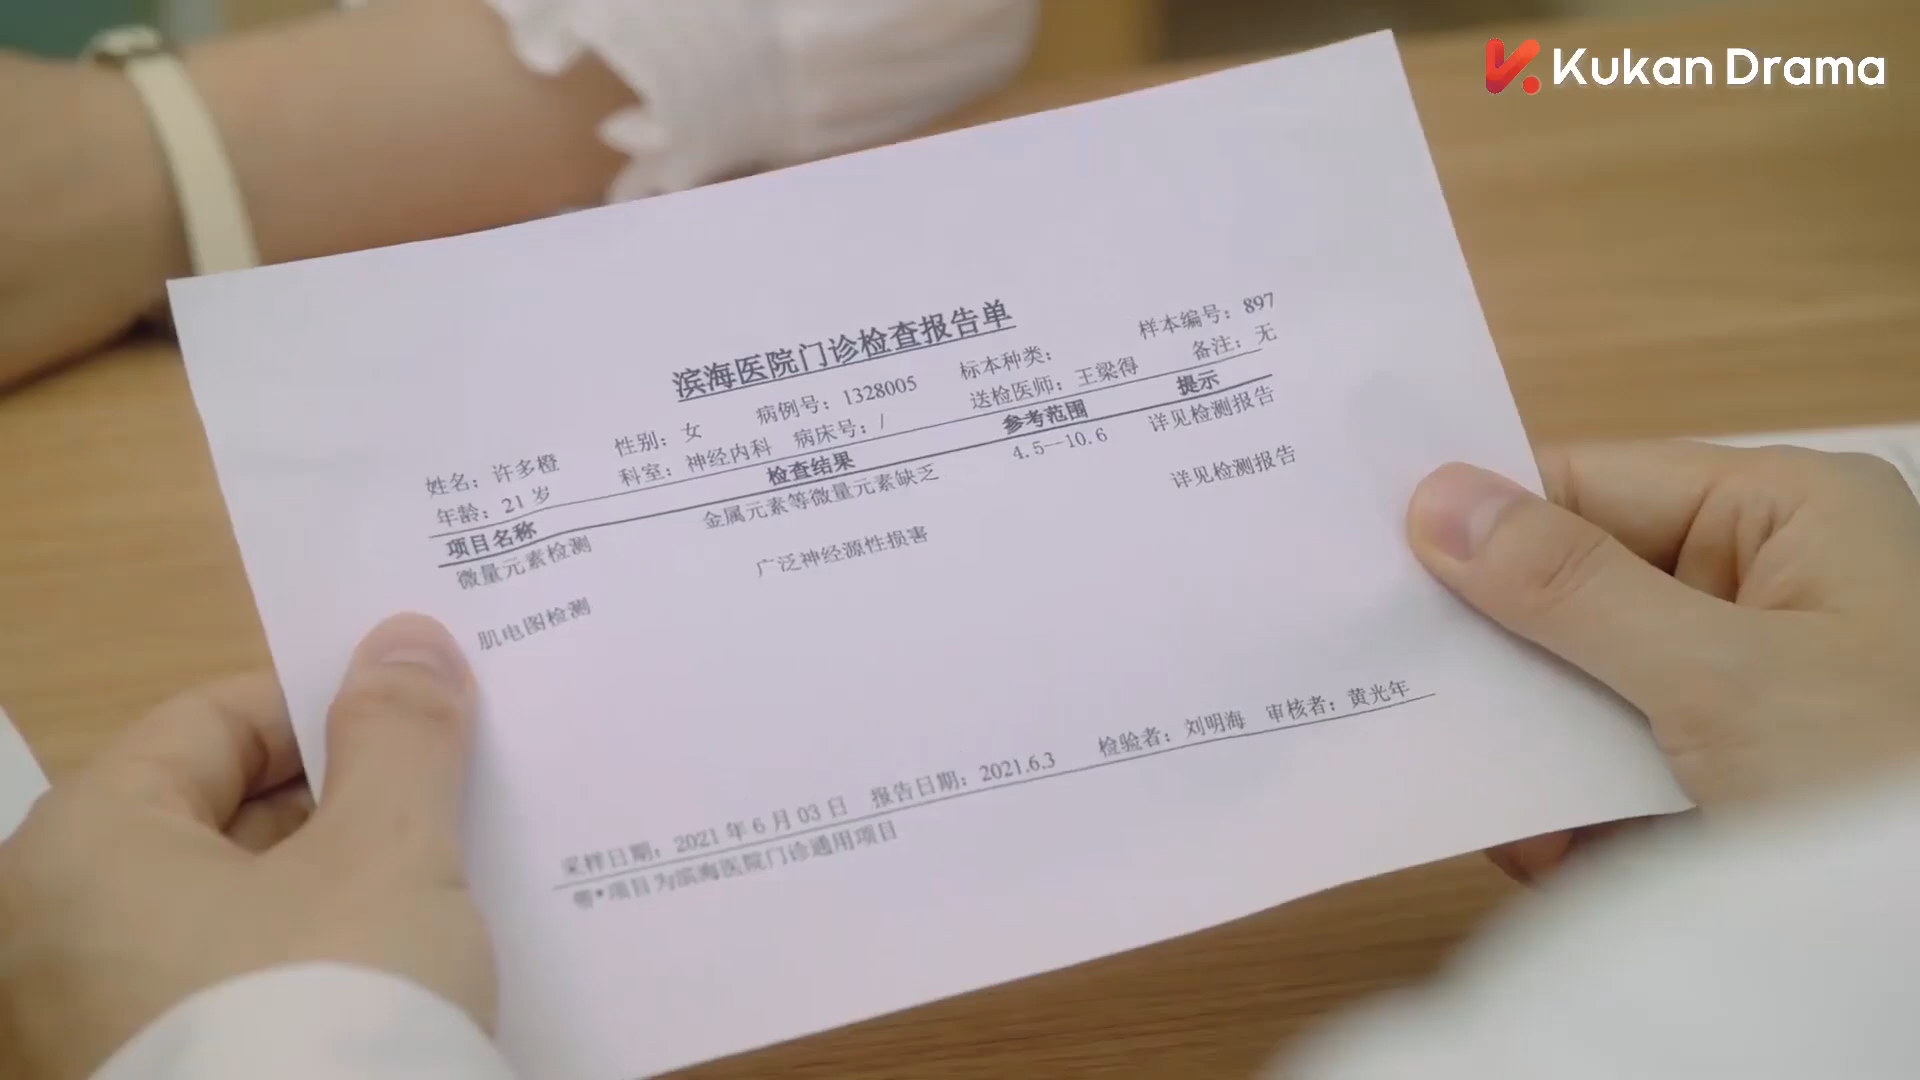 Kukan Drama
滨海医院门诊检查报告单
姓名：许多橙 性别：女 病例号：1328005 标本种类： 样本编号：897
年龄：21 岁 科室：神经内科 病床号：/ 送检医师：王梁得 备注：无
项目名称 检查结果 参考范围 提示
微量元素检测 金属元素等微量元素缺乏 4.5--10.6 详见检测报告
肌电图检测 广泛神经源性损害 详见检测报告
采样日期：2021 年 6 月 03 日 报告日期：2021.6.3 检验者：刘明海 审核者：黄光年
带*项目为滨海医院门诊通用项目